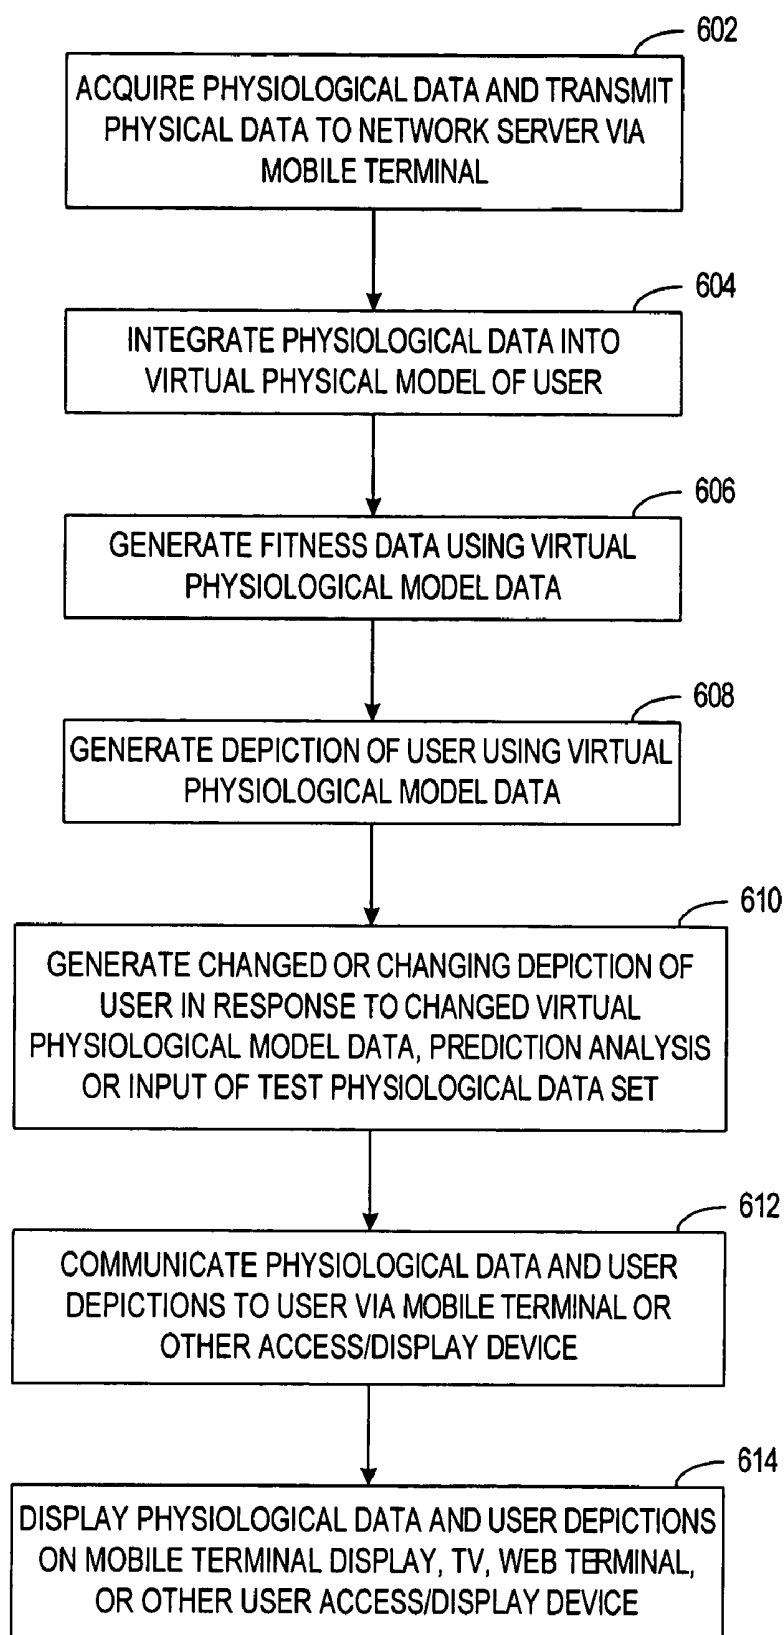 602
ACQUIRE PHYSIOLOGICAL DATA AND TRANSMIT
PHYSICAL DATA TO NETWORK SERVER VIA
MOBILE TERMINAL
604
INTEGRATE PHYSIOLOGICAL DATA INTO
VIRTUAL PHYSICAL MODEL OF USER
606
GENERATE FITNESS DATA USING VIRTUAL
PHYSIOLOGICAL MODEL DATA
608
GENERATE DEPICTION OF USER USING VIRTUAL
PHYSIOLOGICAL MODEL DATA
610
GENERATE CHANGED OR CHANGING DEPICTION OF
USER IN RESPONSE TO CHANGED VIRTUAL
PHYSIOLOGICAL MODEL DATA, PREDICTION ANALYSIS
OR INPUT OF TEST PHYSIOLOGICAL DATA SET
612
COMMUNICATE PHYSIOLOGICAL DATA AND USER
DEPICTIONS TO USER VIA MOBILE TERMINAL OR
OTHER ACCESS/DISPLAY DEVICE
614
DISPLAY PHYSIOLOGICAL DATA AND USER DEPICTIONS
ON MOBILE TERMINAL DISPLAY, TV, WEB TERMINAL,
OR OTHER USER ACCESS/DISPLAY DEVICE